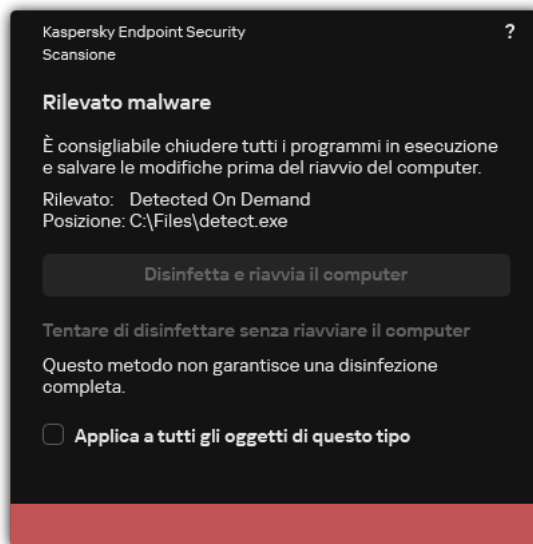 Kaspersky Endpoint Security
?
Scansione
Rilevato malware
È consigliabile chiudere tutti i programmi in esecuzione
e salvare le modifiche prima del riavvio del computer.
Rilevato: Detected On Demand
Posizione: C:\Files\detect.exe
Disinfetta e riavvia il computer
Tentare di disinfettare senza riavviare il computer
Questo metodo non garantisce una disinfezione
completa.
Applica a tutti gli oggetti di questo tipo